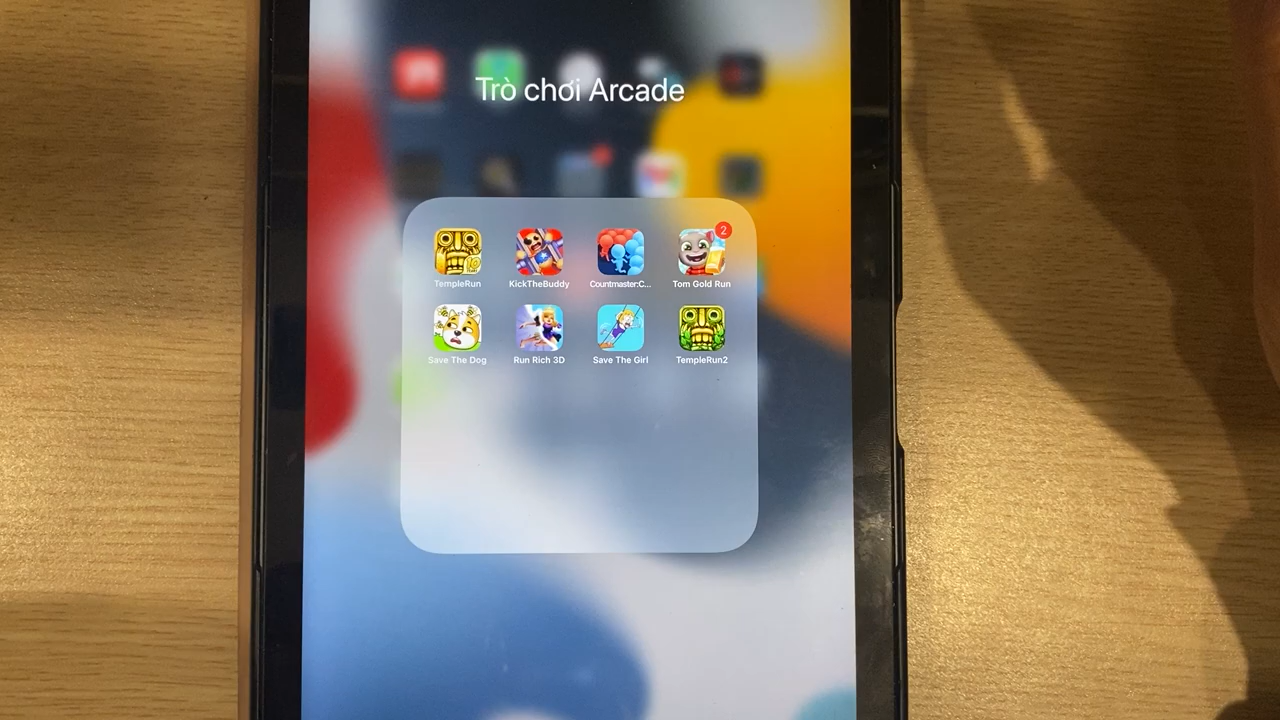 Trò chơi Arcade
2
TempleRun KickTheBuddy Countmaster:C... Tom Gold Run
Save The Dog Run Rich 3D Save The Girl TempleRun2